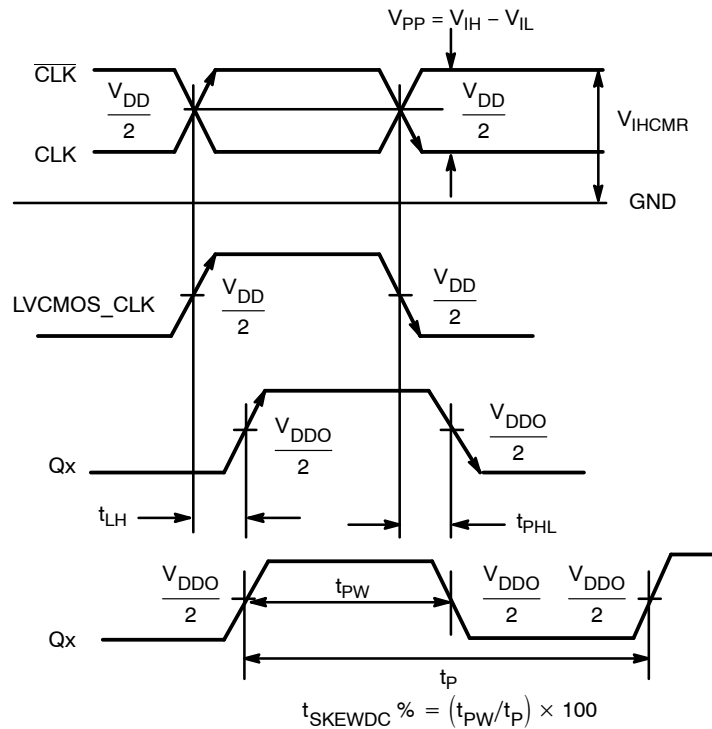 V_PP = V_IH − V_IL
C̅L̅K̅
V_DD/2
V_DD/2
V_IHCMR
CLK
GND
LVCMOS_CLK
V_DD/2
V_DD/2
V_DDO/2
V_DDO/2
Qx
t_LH
t_PHL
V_DDO/2
t_PW
V_DDO/2
V_DDO/2
Qx
t_P
t_SKEWDC % = (t_PW/t_P) × 100